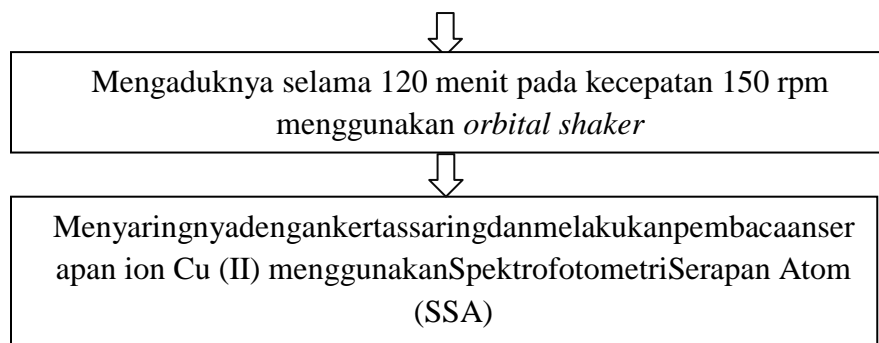 Mengaduknya selama 120 menit pada kecepatan 150 rpm
menggunakan orbital shaker
Menyaringnyadengankertassaringdanmelakukanpembacaanser
apan ion Cu (II) menggunakanSpektrofotometriSerapan Atom
(SSA)